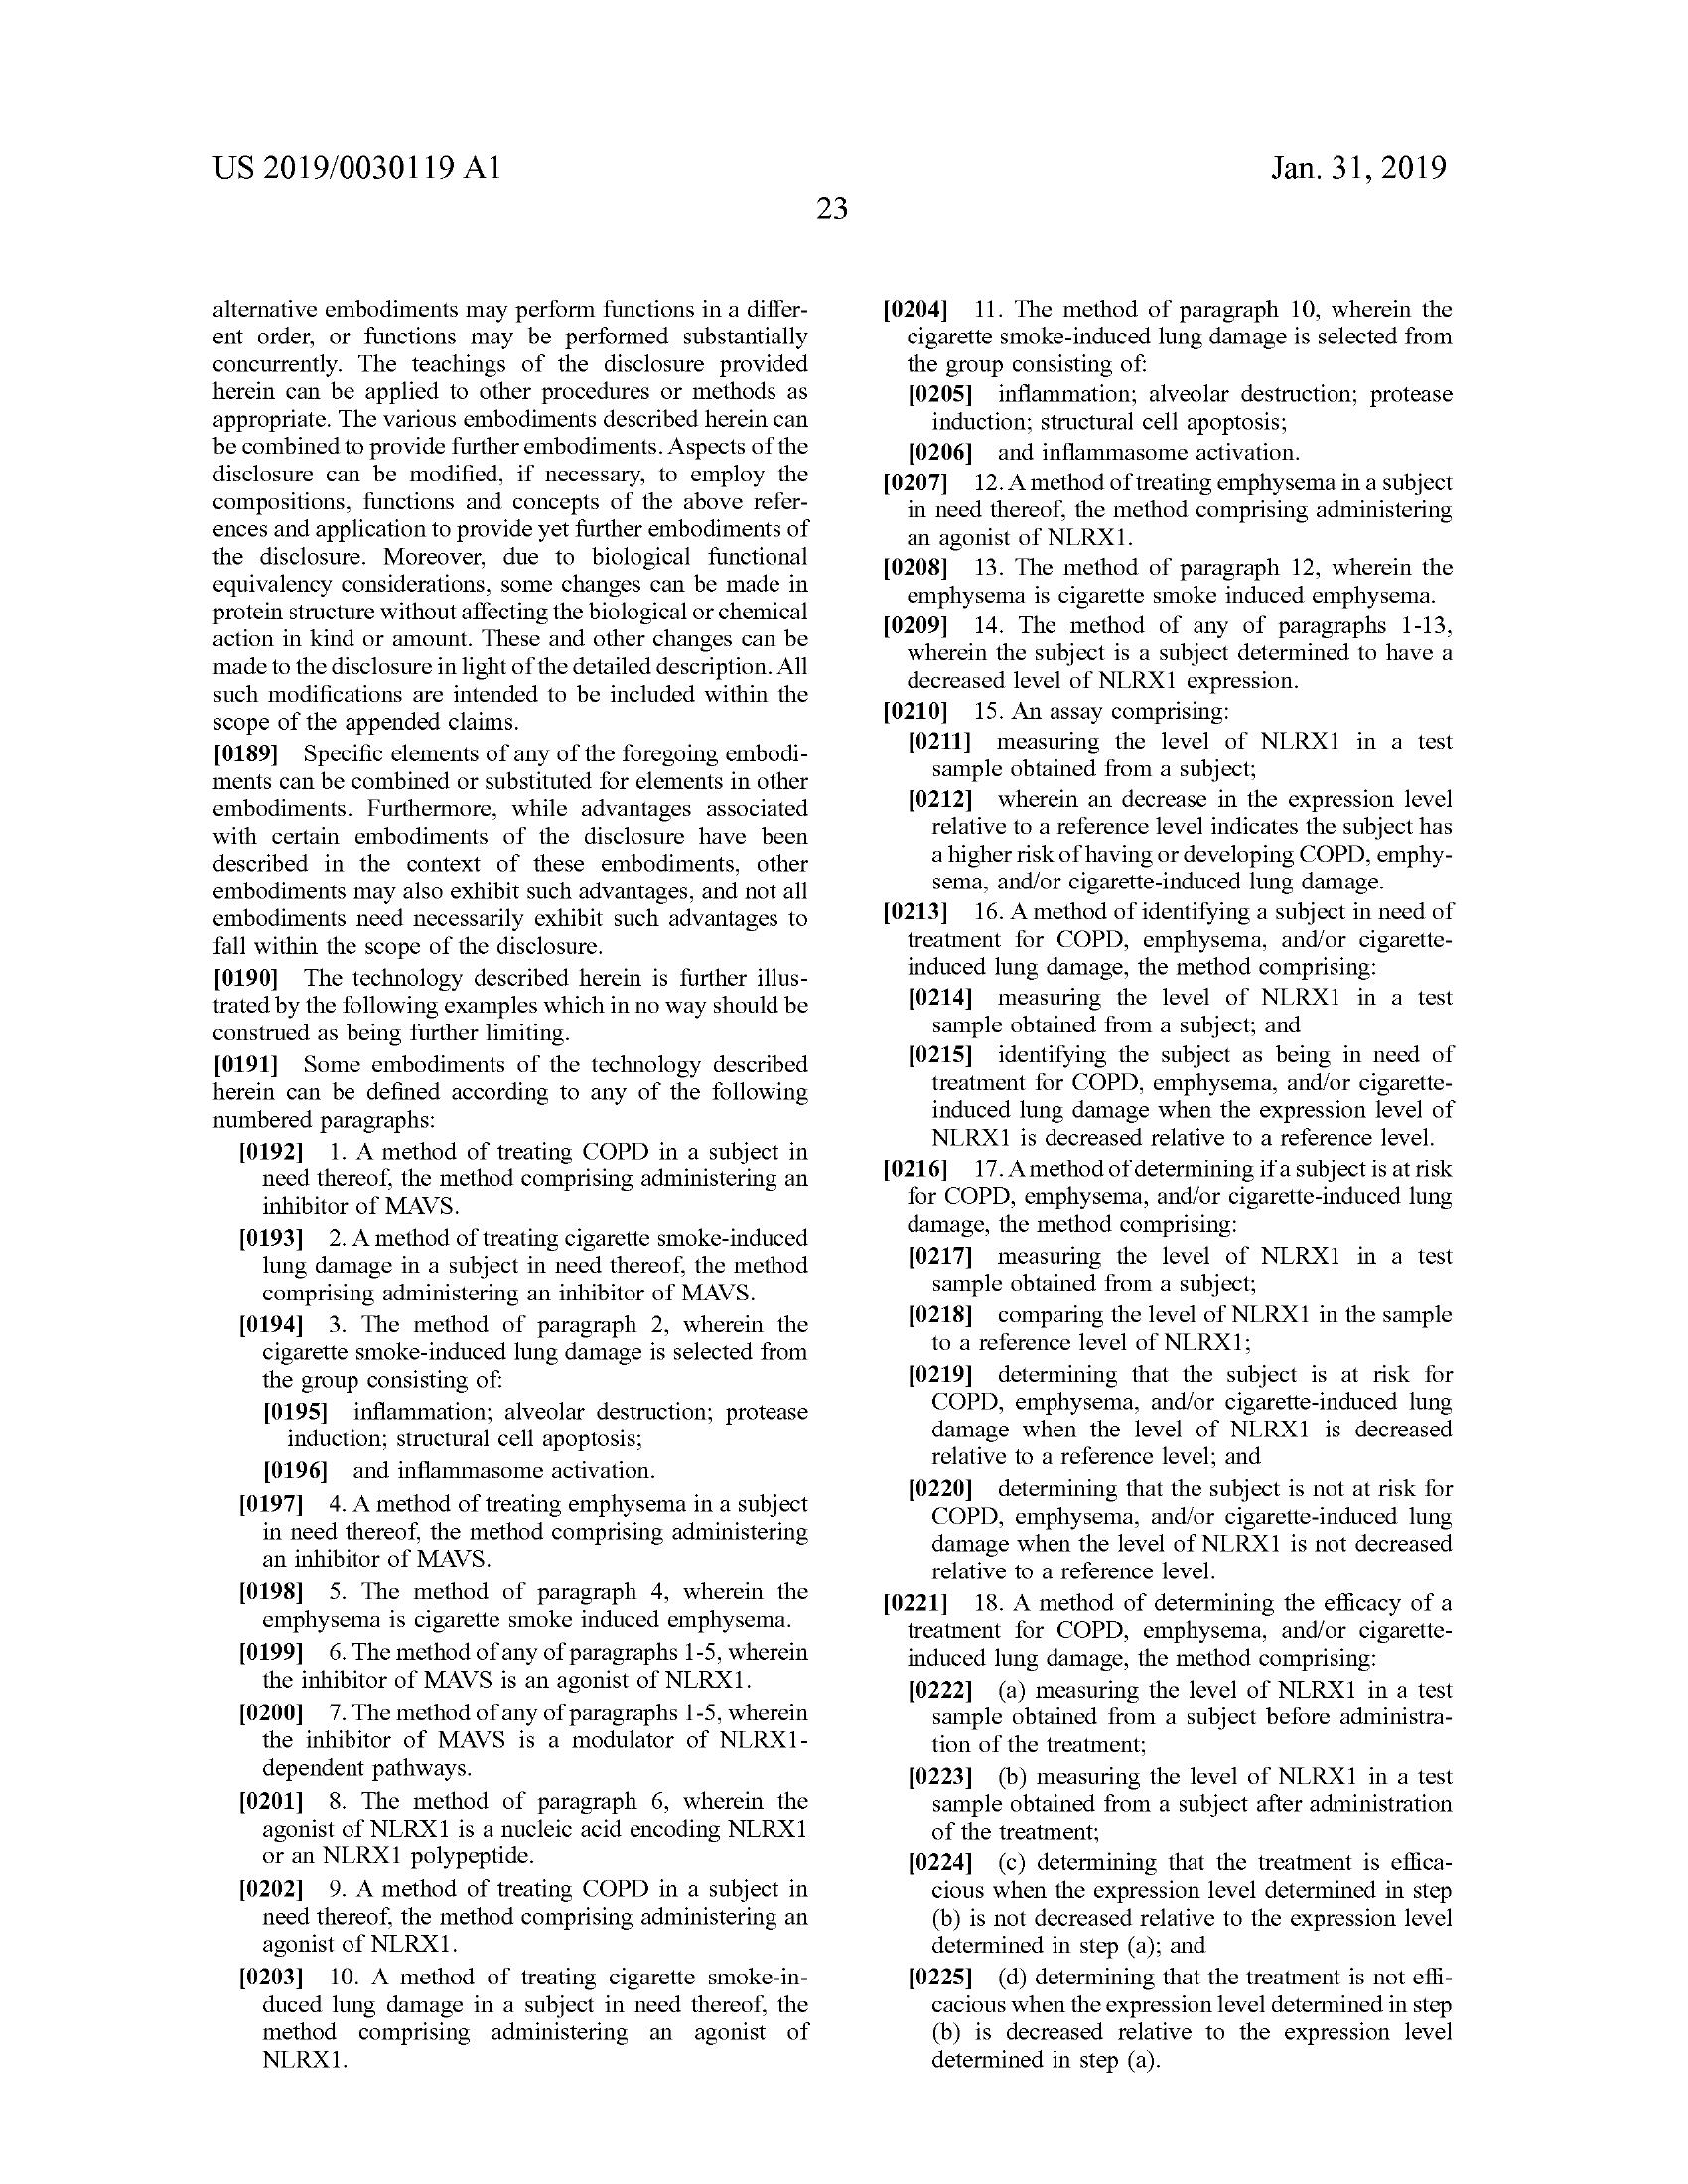 US 2019/0030119 A1
Jan. 31, 2019
23
alternative embodiments may perform functions in a differ-
ent order, or functions may be performed substantially
concurrently. The teachings of the disclosure provided
herein can be applied to other procedures or methods as
appropriate. The various embodiments described herein can
be combined to provide further embodiments. Aspects of the
disclosure can be modified, if necessary, to employ the
compositions, functions and concepts of the above refer-
ences and application to provide yet further embodiments of
the disclosure. Moreover, due to biological functional
equivalency considerations, some changes can be made in
protein structure without affecting the biological or chemical
action in kind or amount. These and other changes can be
made to the disclosure in light of the detailed description. All
such modifications are intended to be included within the
scope of the appended claims.
[0189] Specific elements of any of the foregoing embodi-
ments can be combined or substituted for elements in other
embodiments. Furthermore, while advantages associated
with certain embodiments of the disclosure have been
described in the context of these embodiments, other
embodiments may also exhibit such advantages, and not all
embodiments need necessarily exhibit such advantages to
fall within the scope of the disclosure.
[0190] The technology described herein is further illus-
trated by the following examples which in no way should be
construed as being further limiting.
[0191] Some embodiments of the technology described
herein can be defined according to any of the following
numbered paragraphs:
[0192] 1. A method of treating COPD in a subject in
need thereof, the method comprising administering an
inhibitor of MAVS.
[0193] 2. A method of treating cigarette smoke-induced
lung damage in a subject in need thereof, the method
comprising administering an inhibitor of MAVS.
[0194] 3. The method of paragraph 2, wherein the
cigarette smoke-induced lung damage is selected from
the group consisting of:
[0195] inflammation; alveolar destruction; protease
induction; structural cell apoptosis;
[0196] and inflammasome activation.
[0197] 4. A method of treating emphysema in a subject
in need thereof, the method comprising administering
an inhibitor of MAVS.
[0198] 5. The method of paragraph 4, wherein the
emphysema is cigarette smoke induced emphysema.
[0199] 6. The method of any of paragraphs 1-5, wherein
the inhibitor of MAVS is an agonist of NLRX1.
[0200] 7. The method of any of paragraphs 1-5, wherein
the inhibitor of MAVS is a modulator of NLRX1-
dependent pathways.
[0201] 8. The method of paragraph 6, wherein the
agonist of NLRX1 is a nucleic acid encoding NLRX1
or an NLRX1 polypeptide.
[0202] 9. A method of treating COPD in a subject in
need thereof, the method comprising administering an
agonist of NLRX1.
[0203] 10. A method of treating cigarette smoke-in-
duced lung damage in a subject in need thereof, the
method comprising administering an agonist of
NLRX1.
[0204] 11. The method of paragraph 10, wherein the
cigarette smoke-induced lung damage is selected from
the group consisting of:
[0205] inflammation; alveolar destruction; protease
induction; structural cell apoptosis;
[0206] and inflammasome activation.
[0207] 12. A method of treating emphysema in a subject
in need thereof, the method comprising administering
an agonist of NLRX1.
[0208] 13. The method of paragraph 12, wherein the
emphysema is cigarette smoke induced emphysema.
[0209] 14. The method of any of paragraphs 1-13,
wherein the subject is a subject determined to have a
decreased level of NLRX1 expression.
[0210] 15. An assay comprising:
[0211] measuring the level of NLRX1 in a test
sample obtained from a subject;
[0212] wherein an decrease in the expression level
relative to a reference level indicates the subject has
a higher risk of having or developing COPD, emphy-
sema, and/or cigarette-induced lung damage.
[0213] 16. A method of identifying a subject in need of
treatment for COPD, emphysema, and/or cigarette-
induced lung damage, the method comprising:
[0214] measuring the level of NLRX1 in a test
sample obtained from a subject; and
[0215] identifying the subject as being in need of
treatment for COPD, emphysema, and/or cigarette-
induced lung damage when the expression level of
NLRX1 is decreased relative to a reference level.
[0216] 17. A method of determining if a subject is at risk
for COPD, emphysema, and/or cigarette-induced lung
damage, the method comprising:
[0217] measuring the level of NLRX1 in a test
sample obtained from a subject;
[0218] comparing the level of NLRX1 in the sample
to a reference level of NLRX1;
[0219] determining that the subject is at risk for
COPD, emphysema, and/or cigarette-induced lung
damage when the level of NLRX1 is decreased
relative to a reference level; and
[0220] determining that the subject is not at risk for
COPD, emphysema, and/or cigarette-induced lung
damage when the level of NLRX1 is not decreased
relative to a reference level.
[0221] 18. A method of determining the efficacy of a
treatment for COPD, emphysema, and/or cigarette-
induced lung damage, the method comprising:
[0222] (a) measuring the level of NLRX1 in a test
sample obtained from a subject before administra-
tion of the treatment;
[0223] (b) measuring the level of NLRX1 in a test
sample obtained from a subject after administration
of the treatment;
[0224] (c) determining that the treatment is effica-
cious when the expression level determined in step
(b) is not decreased relative to the expression level
determined in step (a); and
[0225] (d) determining that the treatment is not effi-
cacious when the expression level determined in step
(b) is decreased relative to the expression level
determined in step (a).